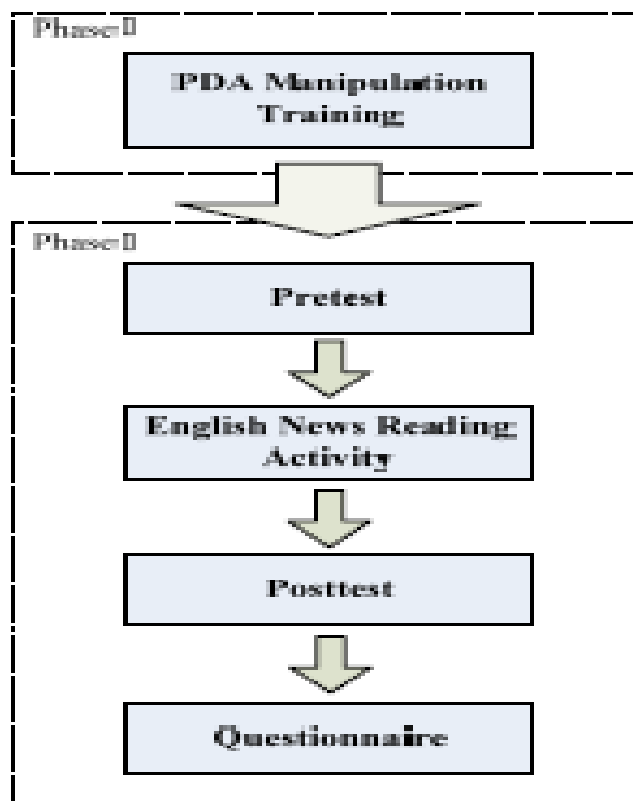 Phase
PDA Manipulation
Training
Phase
Pretest
English News Reading
Activity
Posttest
Questionnaire